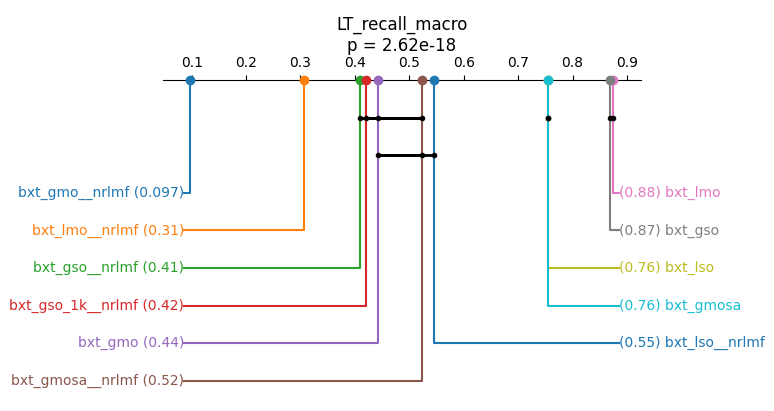 LT_recall_macro
p = 2.62e-18
0.1 0.2 0.3 0.4 0.5 0.6 0.7 0.8 0.9
bxt_gmo__nrlmf (0.097) (0.88) bxt_lmo
bxt_lmo__nrlmf (0.31) (0.87) bxt_gso
bxt_gso__nrlmf (0.41) (0.76) bxt_lso
bxt_gso_1k__nrlmf (0.42) (0.76) bxt_gmosa
bxt_gmo (0.44) (0.55) bxt_lso__nrlmf
bxt_gmosa__nrlmf (0.52)